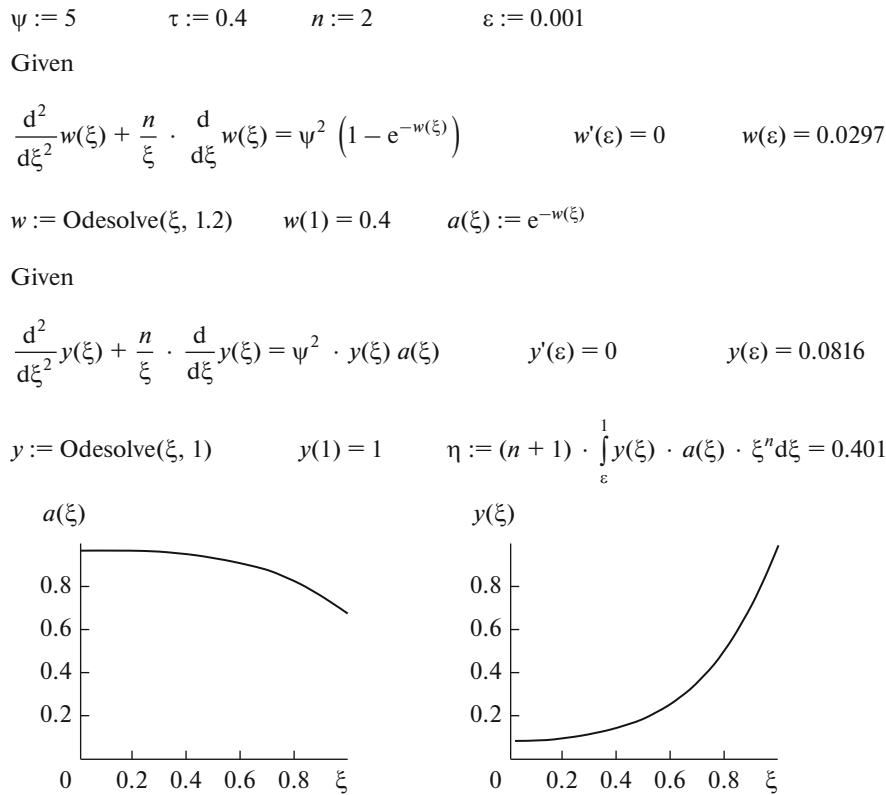 ψ := 5 τ := 0.4 n := 2 ε := 0.001
Given
d²/dξ² w(ξ) + n/ξ · d/dξ w(ξ) = ψ² (1 – e^–w(ξ)) w'(ε) = 0 w(ε) = 0.0297
w := Odesolve(ξ, 1.2) w(1) = 0.4 a(ξ) := e^–w(ξ)
Given
d²/dξ² y(ξ) + n/ξ · d/dξ y(ξ) = ψ² · y(ξ) a(ξ) y'(ε) = 0 y(ε) = 0.0816
y := Odesolve(ξ, 1) y(1) = 1 η := (n + 1) · ∫_ε^1 y(ξ) · a(ξ) · ξⁿdξ = 0.401
a(ξ) y(ξ)
0.8 0.8
0.6 0.6
0.4 0.4
0.2 0.2
0 0.2 0.4 0.6 0.8 ξ 0 0.2 0.4 0.6 0.8 ξ